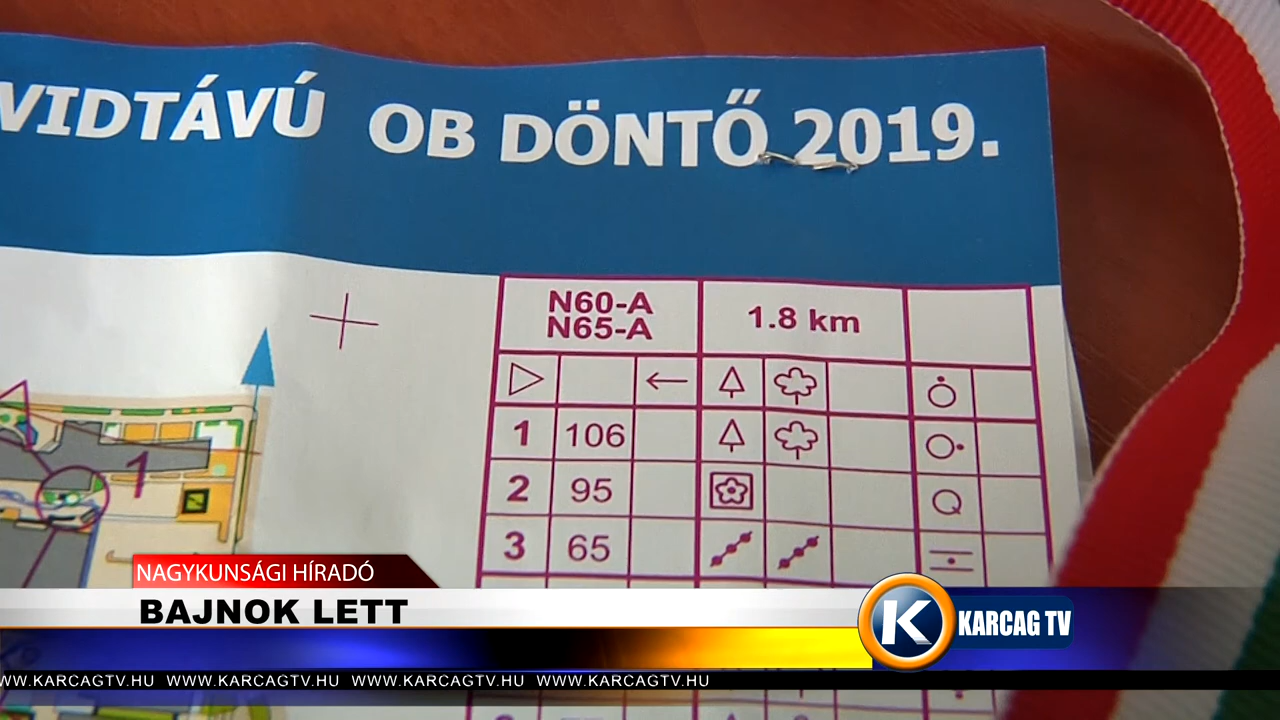 VIDTÁVÚ OB DÖNTŐ 2019.
N60-A
N65-A
1.8 km
1 106
2 95
3 65
1
NAGYKUNSÁGI HÍRADÓ
BAJNOK LETT
K KARCAG TV
WWW.KARCAGTV.HU WWW.KARCAGTV.HU WWW.KARCAGTV.HU WWW.KARCAGTV.HU